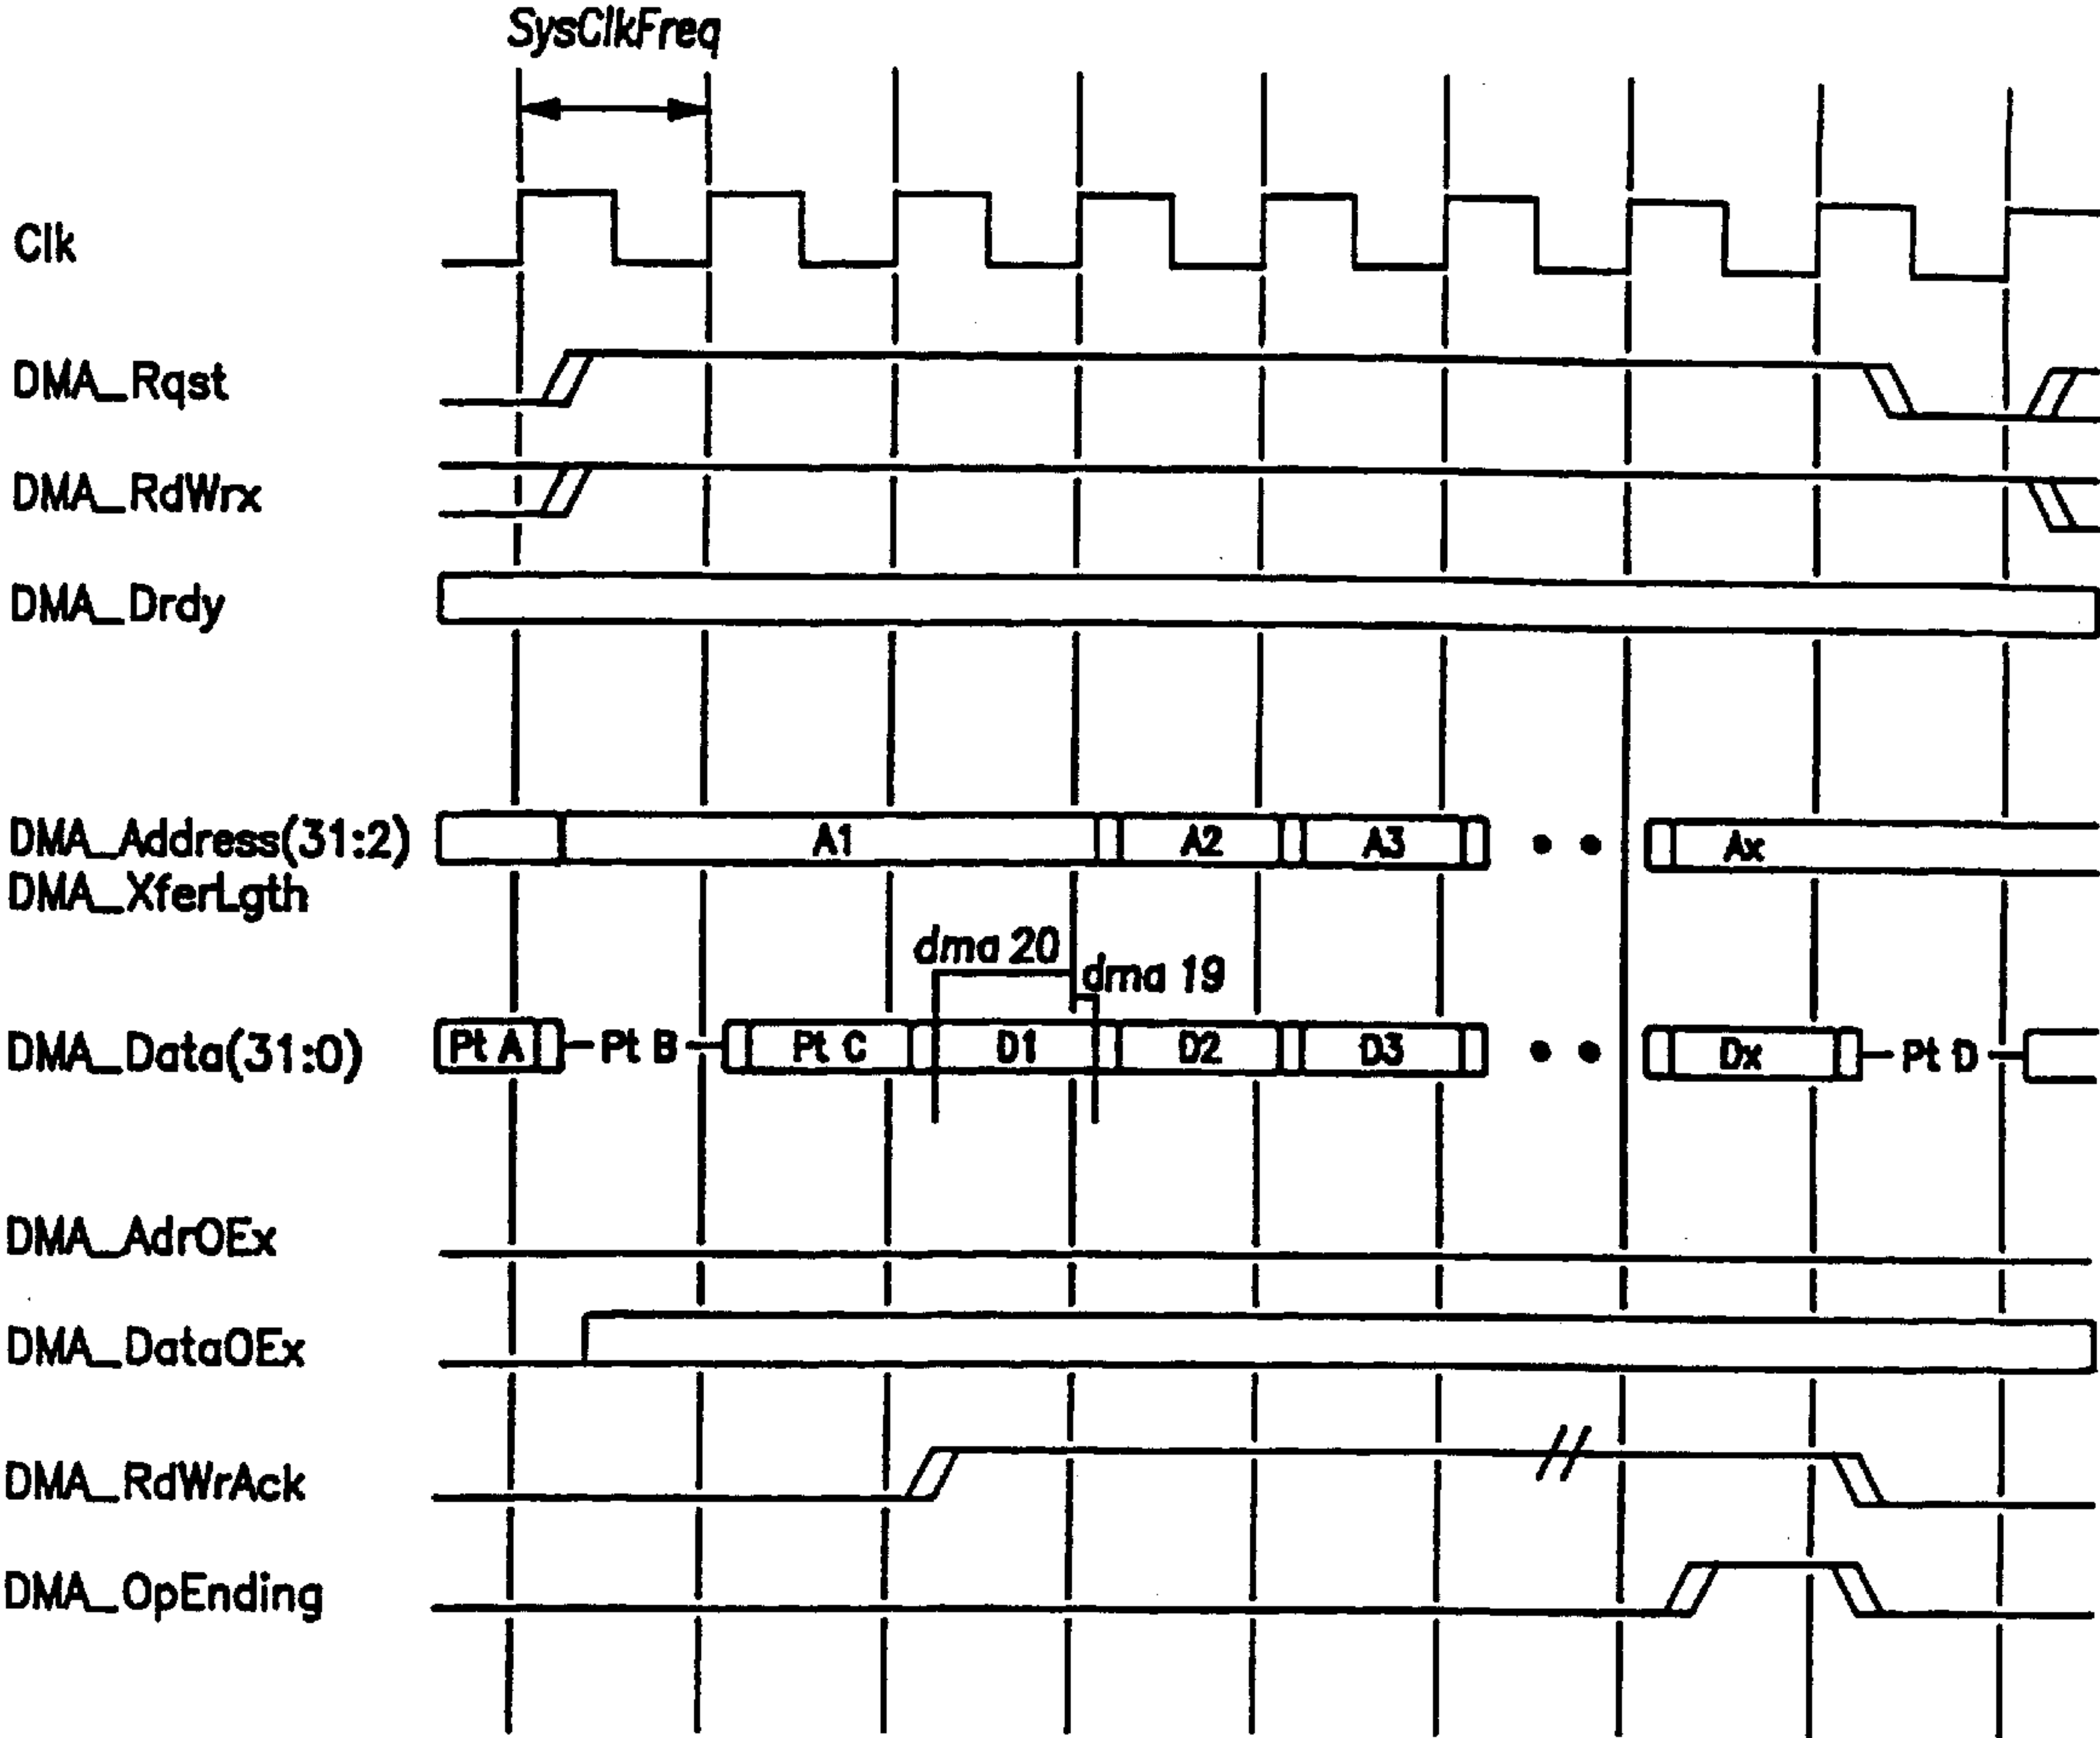 SysClkFreq
Clk
DMA_Rqst
DMA_RdWrx
DMA_Drdy
DMA_Address(31:2) A1 A2 A3 • • Ax
DMA_XferLgth
dma 20 dma 19
DMA_Data(31:0) Pt A Pt B Pt C D1 D2 D3 • • Dx Pt D
DMA_AdrOEx
DMA_DataOEx
DMA_RdWrAck //
DMA_OpEnding